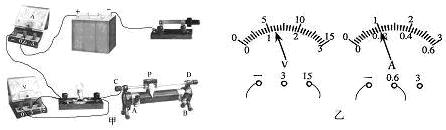 A
+ −
V
C P D
A B
甲
0 5 10 15
0 1 2 3
V
− 3 15
0 1 2 3
0 0.2 0.4 0.6
A
− 0.6 3
乙